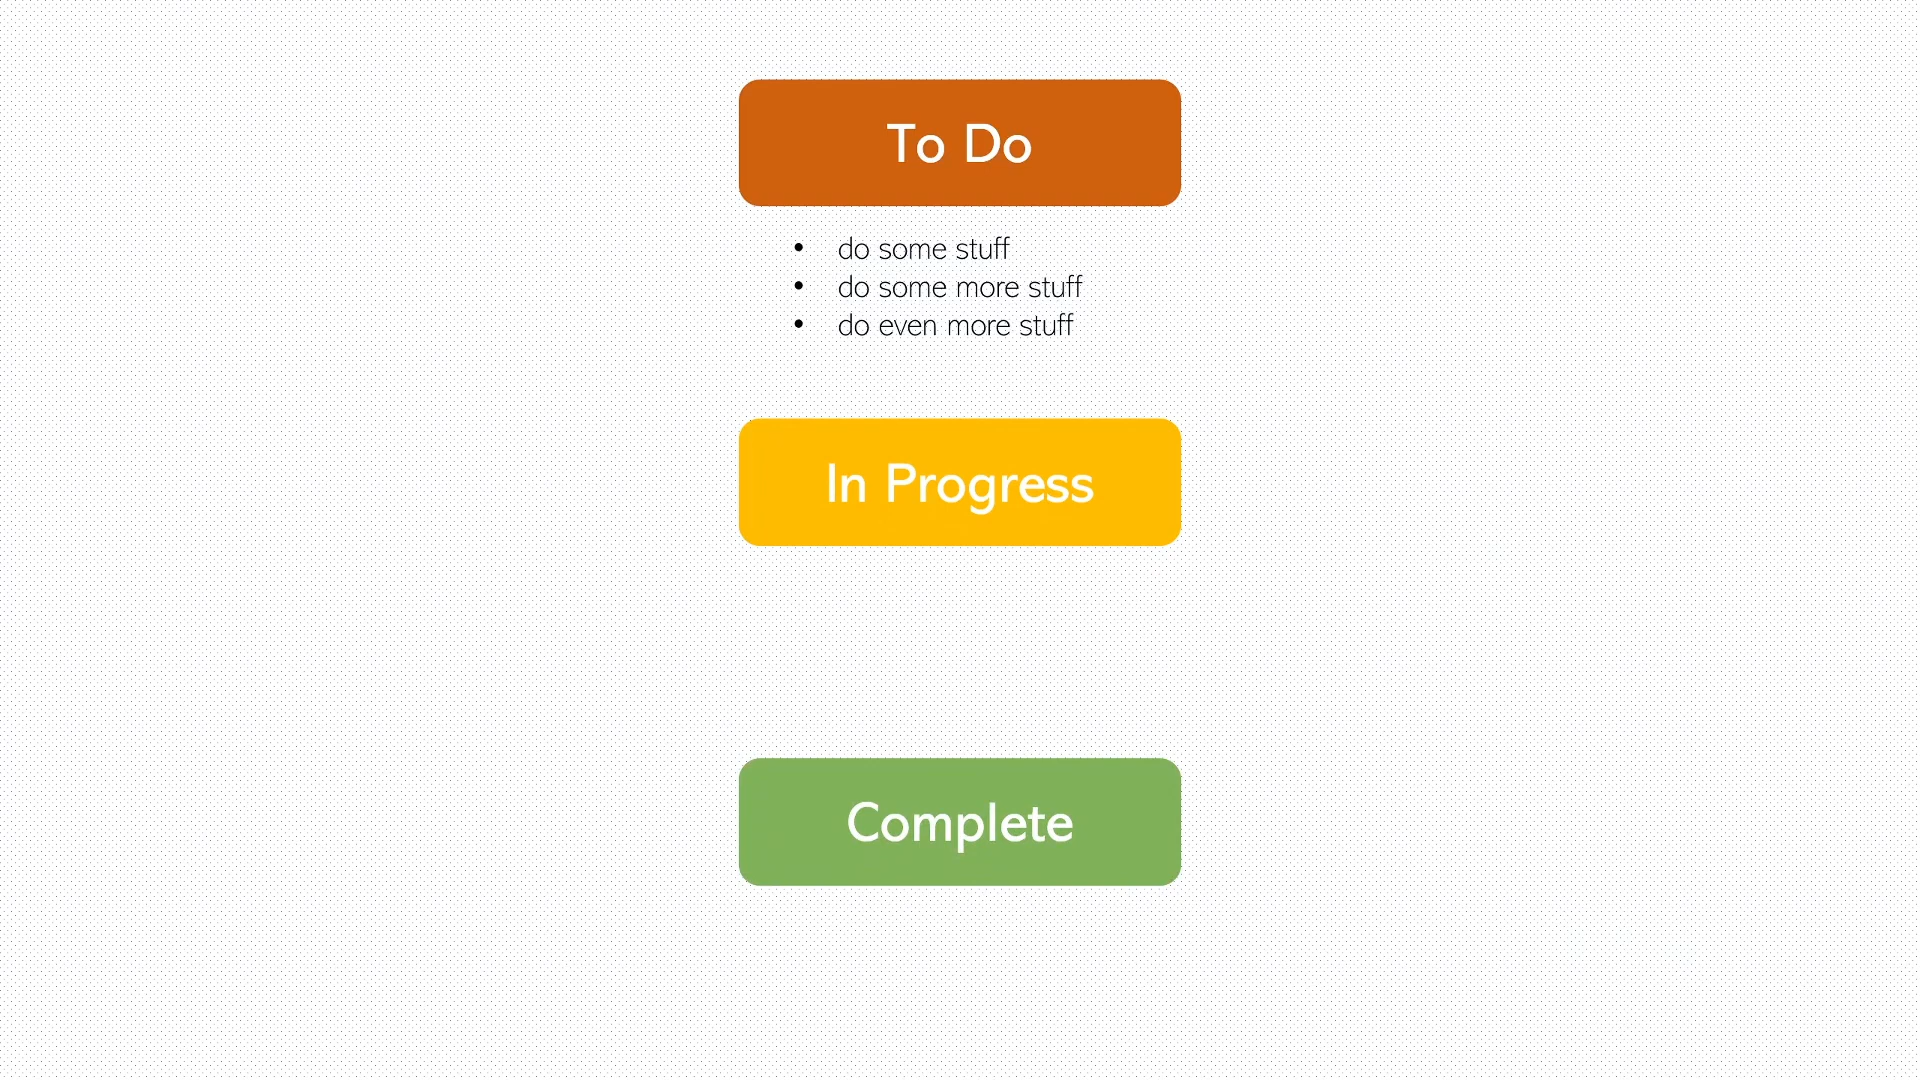 To Do
• do some stuff
• do some more stuff
• do even more stuff
In Progress
Complete